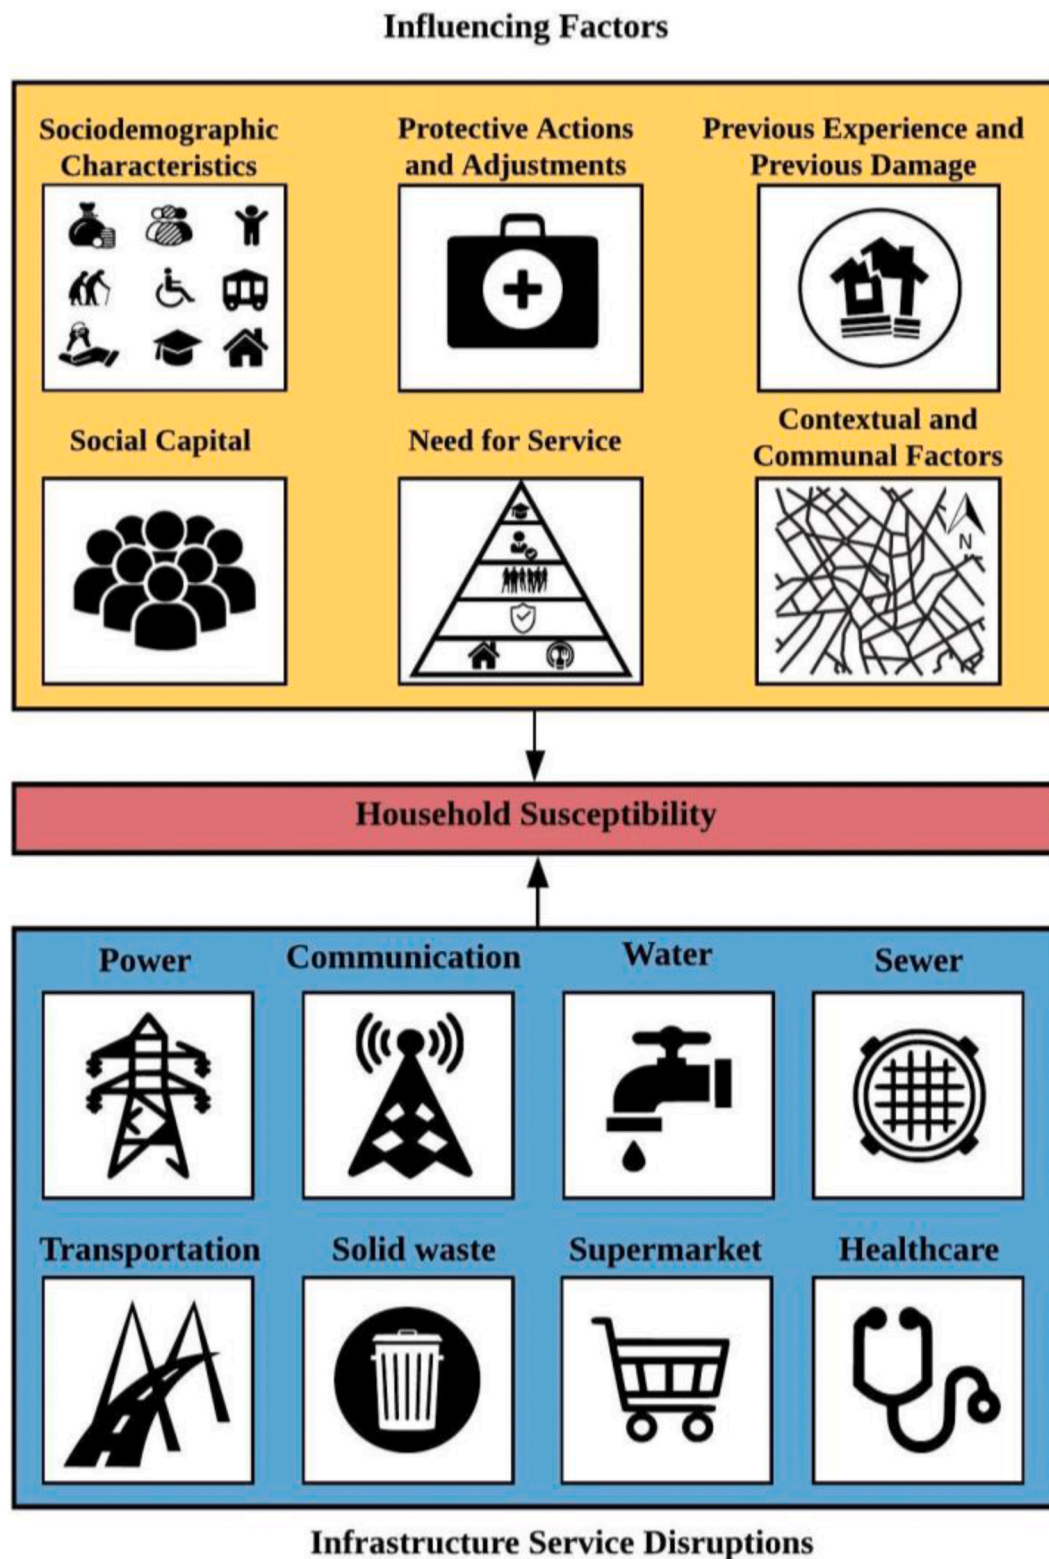 Influencing Factors
Sociodemographic
Characteristics
Protective Actions
and Adjustments
Previous Experience and
Previous Damage
Social Capital
Need for Service
Contextual and
Communal Factors
N
Household Susceptibility
Power
Communication
Water
Sewer
Transportation
Solid waste
Supermarket
Healthcare
Infrastructure Service Disruptions